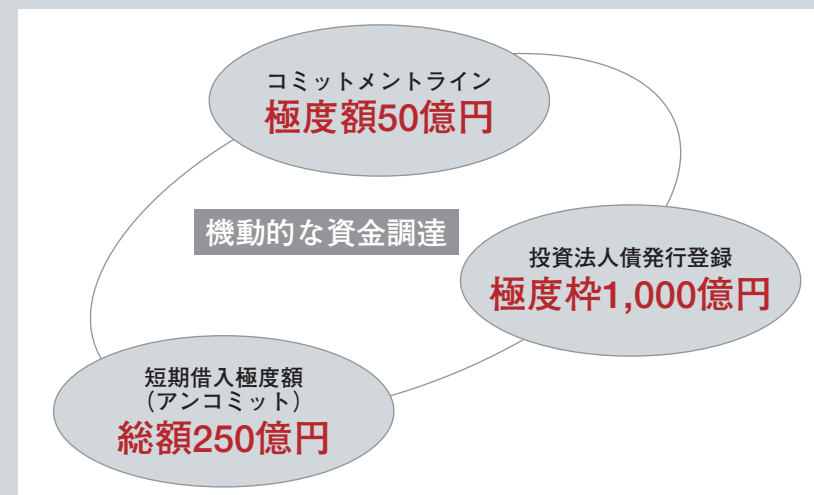 コミットメントライン
極度額50億円
機動的な資金調達
投資法人債発行登録
極度枠1,000億円
短期借入極度額
（アンコミット）
総額250億円